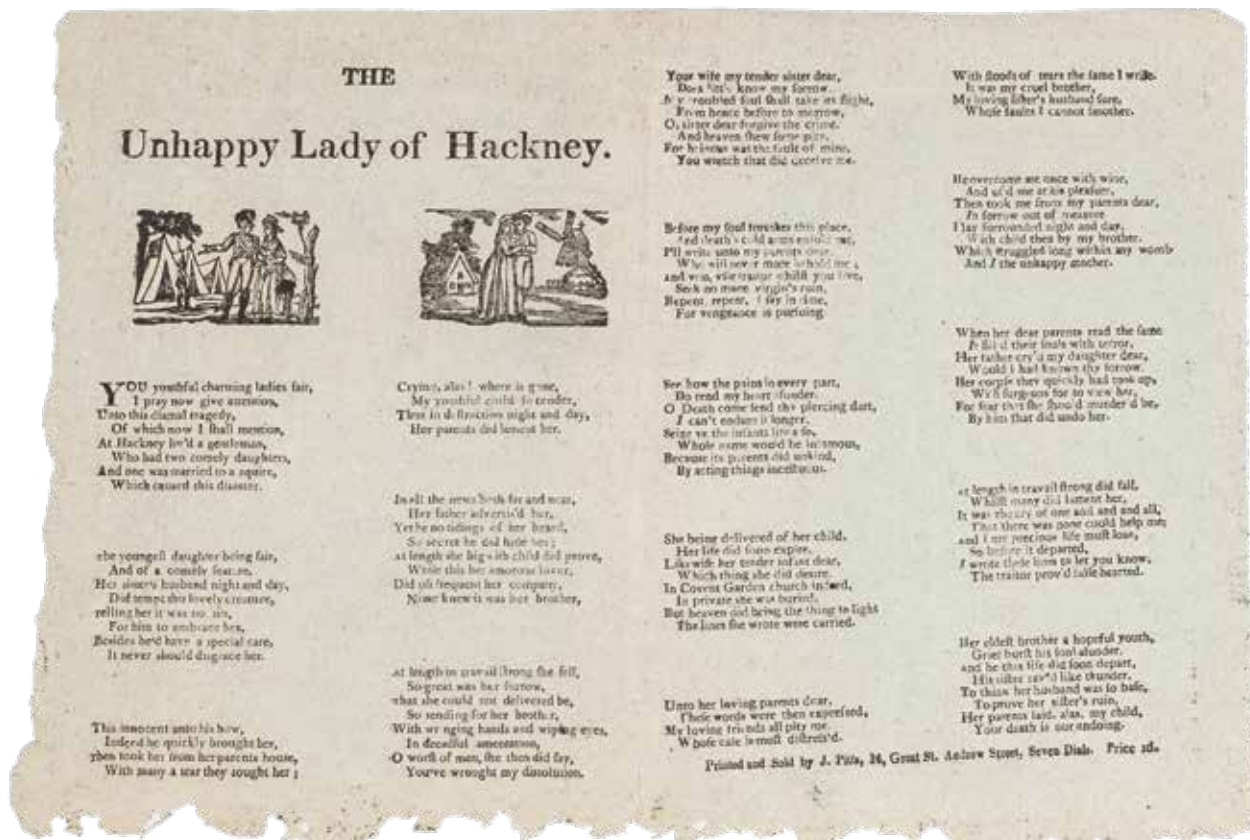 THE
Unhappy Lady of Hackney.
YOU youthful charming ladies fair,
I pray now give attention,
Unto this dismal tragedy,
Of which now I shall mention,
At Hackney liv'd a gentleman,
Who had two comely daughters,
And one was married to a squire,
Which caused this disaster.
the youngest daughter being fair,
And of a comely feature,
Her sister's husband night and day,
Did tempt this lovely creature,
telling her it was no sin,
For him to embrace her,
Besides he'd have a special care,
It never should disgrace her.
This innocent unto his bow,
Indeed he quickly brought her,
then took her from her parents house,
With many a tear they sought her;
Crying, alas! where is gone,
My youthful child so tender,
Thus in distraction night and day,
Her parents did lament her.
In all the news both far and near,
Her father advertis'd her,
Yet he no tidings of her heard,
So secret he did hide her;
at length she big with child did prove,
While this her amorous lover,
Did oft frequent her company,
None knew it was her brother,
at length in travail strong she fell,
So great was her sorrow,
that she could not delivered be,
So sending for her brother,
With wringing hands and wiping eyes,
In dreadful
O worst of men, she thus did say,
You've wrought my dissolution.
Your wife my tender sister dear,
Does little know my sorrow.
My troubled soul shall take its flight,
From hence before to morrow,
O, sister dear forgive the crime,
And heaven shew some pity,
For heinous was the fault of mine,
You wretch that did deceive me.
Before my soul forsakes this place,
And death's cold arms enfold me,
I'll write unto my parents dear,
Who will never more behold me;
and you, vile traitor whilst you live,
Seek no more virgin's ruin,
Repent, repent, I say in time,
For vengeance is pursuing.
See how the pains in every part,
Do rend my heart asunder.
O Death come lend thy piercing dart,
I can't endure it longer.
Seize ye the infants life also,
Whose name would be infamous,
Because its parents did unkind,
By acting things incestuous.
She being delivered of her child.
Her life did soon expire.
Likewise her tender infant dear,
Which thing she did desire.
In Covent Garden church indeed,
In private she was buried.
But heaven did bring the thing to light
The lines she wrote were carried.
Unto her loving parents dear,
These words were then expressed,
My loving friends all pity me,
Whose case is most distress'd.
With floods of tears the same I write.
It was my cruel brother,
My loving sister's husband sure,
Whose faults I cannot smother.
He overcome me once with wine,
And us'd me at his pleasure,
Then took me from my parents dear,
In sorrow out of measure
I lay sorrounded night and day,
With child then by my brother.
Which struggled long within my womb
And I the unhappy mother.
When her dear parents read the same
It fill'd their souls with terror,
Her father cry'd my daughter dear,
Would I had known thy sorrow.
Her corpse they quickly had took up,
With surgeons for to view her,
For fear that she should murder'd be,
By him that did undo her.
at length in travail strong did fall,
Whilst many did lament her,
It was the cry of one and and all,
That there was none could help me;
and I my precious life must lose,
So before it departed,
I wrote these lines to let you know,
The traitor prov'd false-hearted.
Her eldest brother a hopeful youth,
Grief burst his soul asunder.
and he this life did soon depart,
His sister rav'd like thunder.
To think her husband was so base,
To prove her sister's ruin,
Her parents said, alas, my child,
Your death is our undoing.
Printed and Sold by J. Pitts, 14, Great St. Andrew Street, Seven Dials. Price 1d.